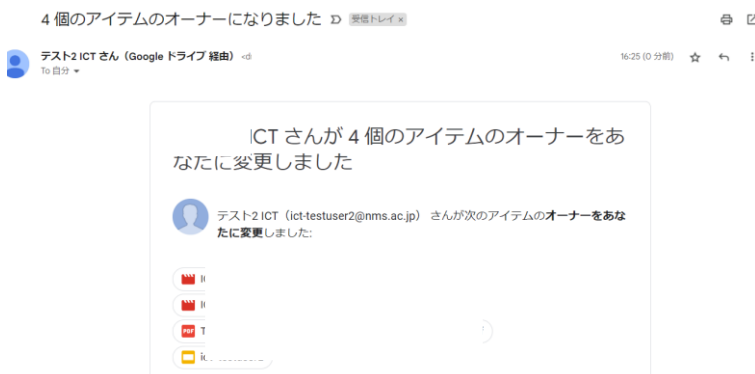 4 個のアイテムのオーナーになりました 受信トレイ ×
テスト2 ICT さん（Google ドライブ 経由） 16:25 (0 分前)
To 自分
ICT さんが 4 個のアイテムのオーナーをあ
なたに変更しました
テスト2 ICT（ict-testuser2@nms.ac.jp） さんが次のアイテムのオーナーをあな
たに変更しました:
PDF T